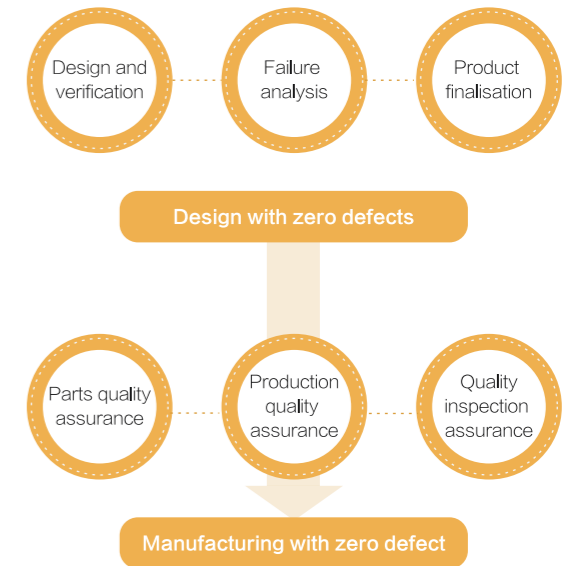 Design and
verification
Failure
analysis
Product
finalisation
Design with zero defects
Parts quality
assurance
Production
quality
assurance
Quality
inspection
assurance
Manufacturing with zero defect